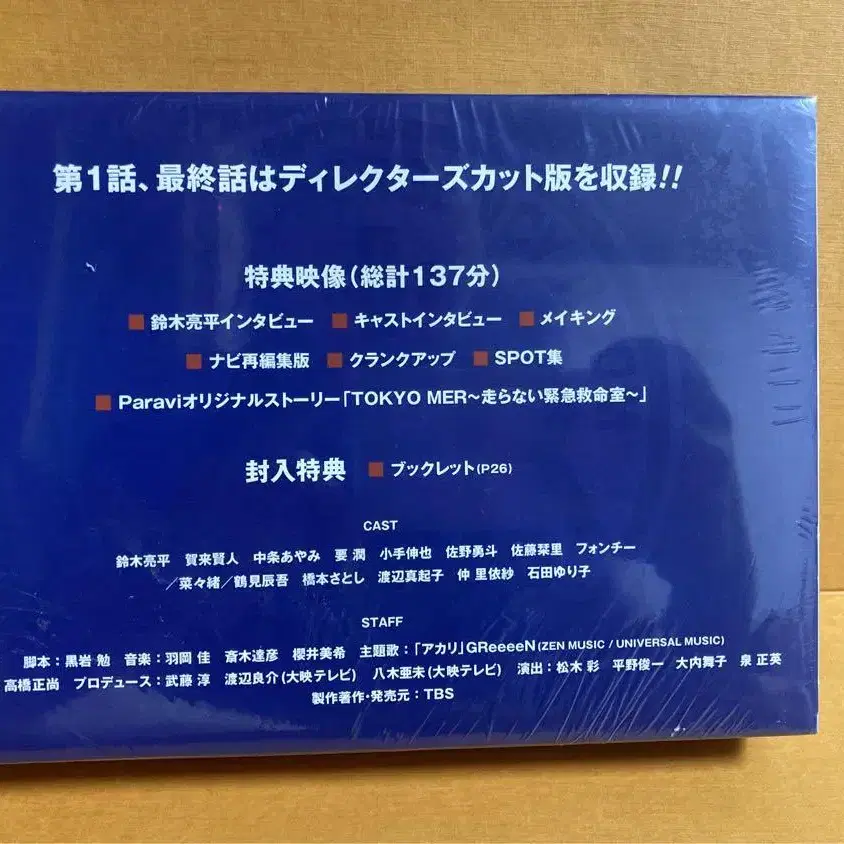 第1話、最終話はディレクターズカット版を収録!!
特典映像(総計137分)
■ 鈴木亮平インタビュー ■ キャストインタビュー ■ メイキング
■ ナビ再編集版 ■ クランクアップ ■ SPOT集
■ Paraviオリジナルストーリー「TOKYO MER~走らない緊急救命室~」
封入特典 ■ ブックレット(P26)
CAST
鈴木亮平 賀来賢人 中条あやみ 要 潤 小手伸也 佐野勇斗 佐藤栞里 フォンチー
/菜々緒/鶴見辰吾 橋本さとし 渡辺真起子 仲 里依紗 石田ゆり子
STAFF
脚本:黒岩 勉 音楽:羽岡 佳 斎木達彦 櫻井美希 主題歌:「アカリ」GReeeeN(ZEN MUSIC / UNIVERSAL MUSIC)
高橋正尚 プロデュース:武藤 淳 渡辺良介(大映テレビ) 八木亜未(大映テレビ) 演出:松木 彩 平野俊一 大内舞子 泉 正英
製作著作・発売元:TBS